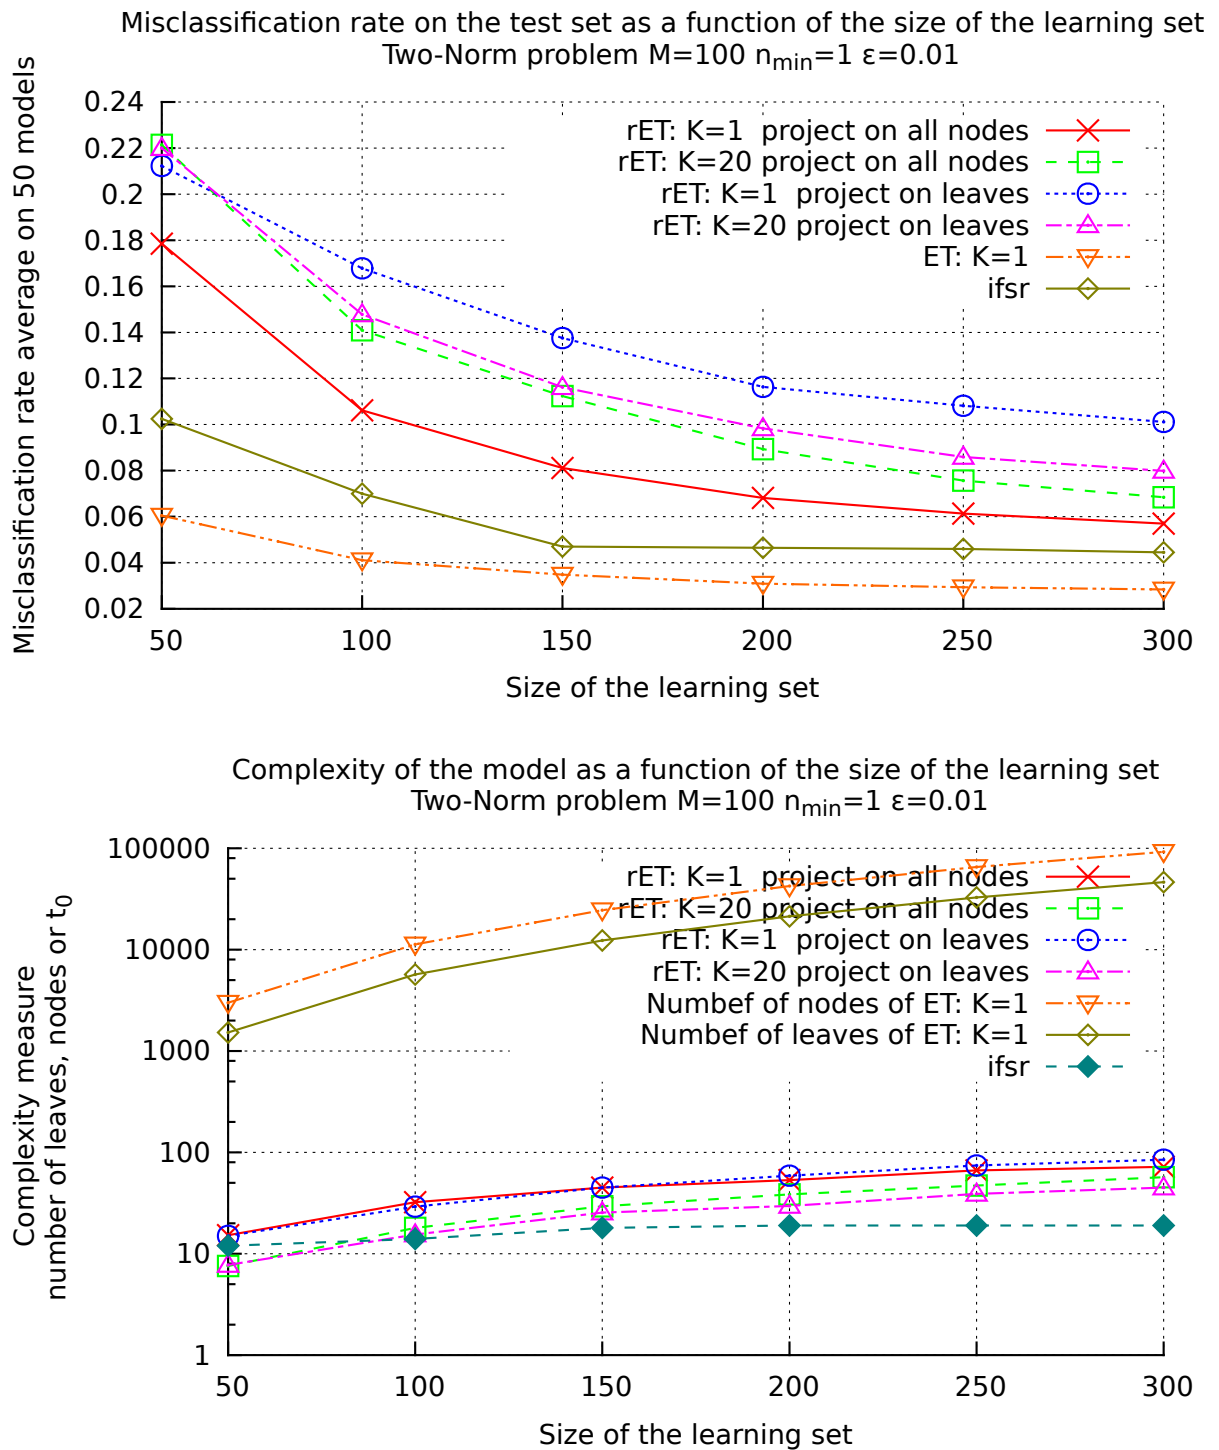 Misclassification rate on the test set as a function of the size of the learning set
Two-Norm problem M=100 n_min=1 ε=0.01
Misclassification rate average on 50 models
0.24
0.22
0.2
0.18
0.16
0.14
0.12
0.1
0.08
0.06
0.04
0.02
rET: K=1 project on all nodes
rET: K=20 project on all nodes
rET: K=1 project on leaves
rET: K=20 project on leaves
ET: K=1
ifsr
50 100 150 200 250 300
Size of the learning set
Complexity of the model as a function of the size of the learning set
Two-Norm problem M=100 n_min=1 ε=0.01
Complexity measure
number of leaves, nodes or t_0
100000
10000
1000
100
10
1
rET: K=1 project on all nodes
rET: K=20 project on all nodes
rET: K=1 project on leaves
rET: K=20 project on leaves
Numbef of nodes of ET: K=1
Numbef of leaves of ET: K=1
ifsr
50 100 150 200 250 300
Size of the learning set